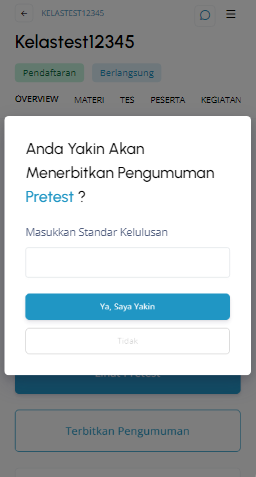 KELASTEST12345
Kelastest12345
Pendaftaran
Berlangsung
OVERVIEW MATERI TES PESERTA KEGIATAN
Anda Yakin Akan
Menerbitkan Pengumuman
Pretest ?
Masukkan Standar Kelulusan
Ya, Saya Yakin
Tidak
Pretest
Terbitkan Pengumuman